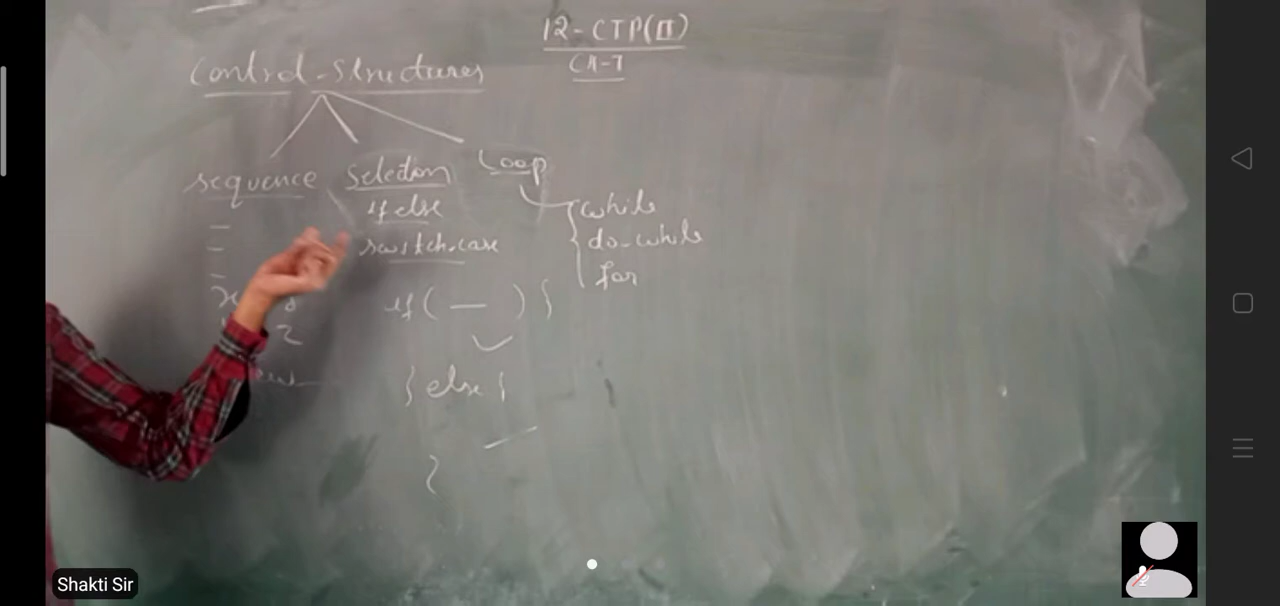 12-CTP(II)
CH-7
Control-Structures
sequence Selection Loop
if else
switch-case
while
do-while
for
if( — ) {
} else {
}
Shakti Sir